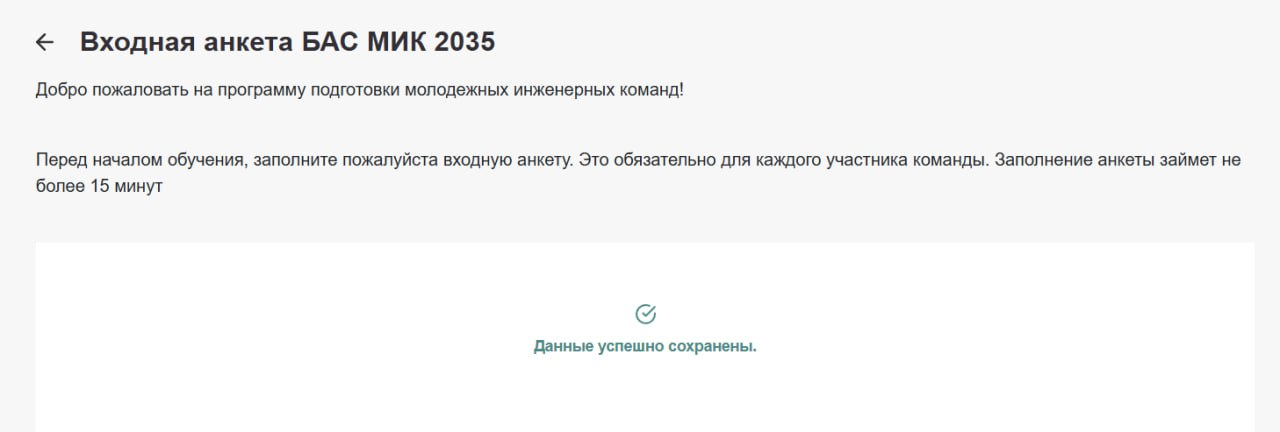 Входная анкета БАС МИК 2035
Добро пожаловать на программу подготовки молодежных инженерных команд!
Перед началом обучения, заполните пожалуйста входную анкету. Это обязательно для каждого участника команды. Заполнение анкеты займет не
более 15 минут
Данные успешно сохранены.